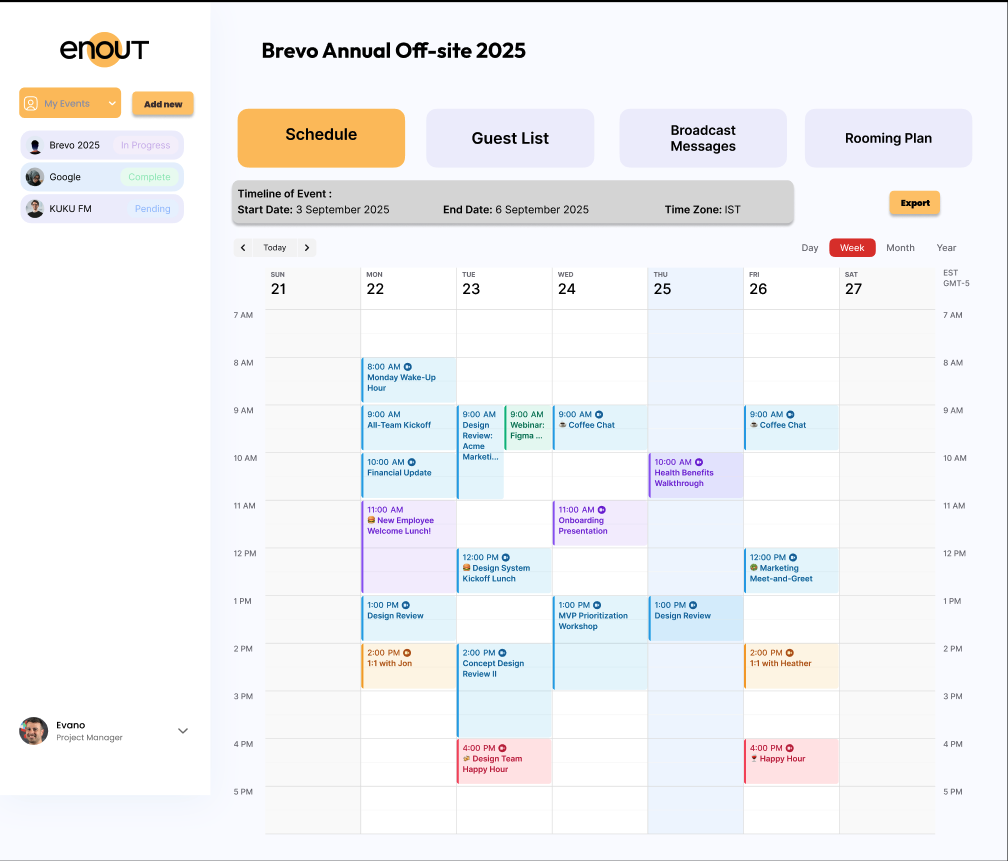 enOUT
My Events
Add new
Brevo 2025 In Progress
Google Complete
KUKU FM Pending
Evano
Project Manager
Brevo Annual Off-site 2025
Schedule
Guest List
Broadcast
Messages
Rooming Plan
Timeline of Event :
Start Date: 3 September 2025 End Date: 6 September 2025 Time Zone: IST
Export
Today
Day Week Month Year
SUN MON TUE WED THU FRI SAT EST
21 22 23 24 25 26 27 GMT-5
7 AM 7 AM
8 AM 8 AM
8:00 AM
Monday Wake-Up
Hour
9 AM 9 AM
9:00 AM
All-Team Kickoff
9:00 AM
Design
Review:
Acme
Marketi...
9:00 AM
Webinar:
Figma ...
9:00 AM
Coffee Chat
9:00 AM
Coffee Chat
10 AM 10 AM
10:00 AM
Financial Update
10:00 AM
Health Benefits
Walkthrough
11 AM 11 AM
11:00 AM
New Employee
Welcome Lunch!
11:00 AM
Onboarding
Presentation
12 PM 12 PM
12:00 PM
Design System
Kickoff Lunch
12:00 PM
Marketing
Meet-and-Greet
1 PM 1 PM
1:00 PM
Design Review
1:00 PM
MVP Prioritization
Workshop
1:00 PM
Design Review
2 PM 2 PM
2:00 PM
1:1 with Jon
2:00 PM
Concept Design
Review II
2:00 PM
1:1 with Heather
3 PM 3 PM
4 PM 4 PM
4:00 PM
Design Team
Happy Hour
4:00 PM
Happy Hour
5 PM 5 PM